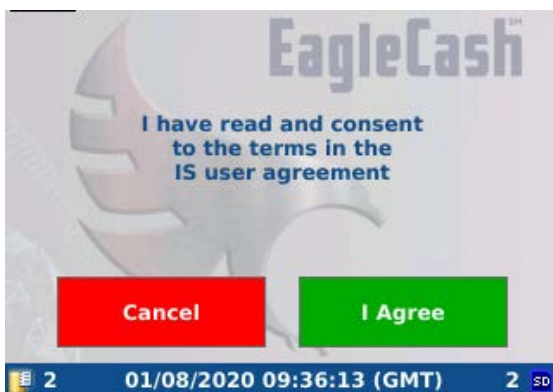 EagleCash SM
I have read and consent
to the terms in the
IS user agreement
Cancel I Agree
2 01/08/2020 09:36:13 (GMT) 2 SD